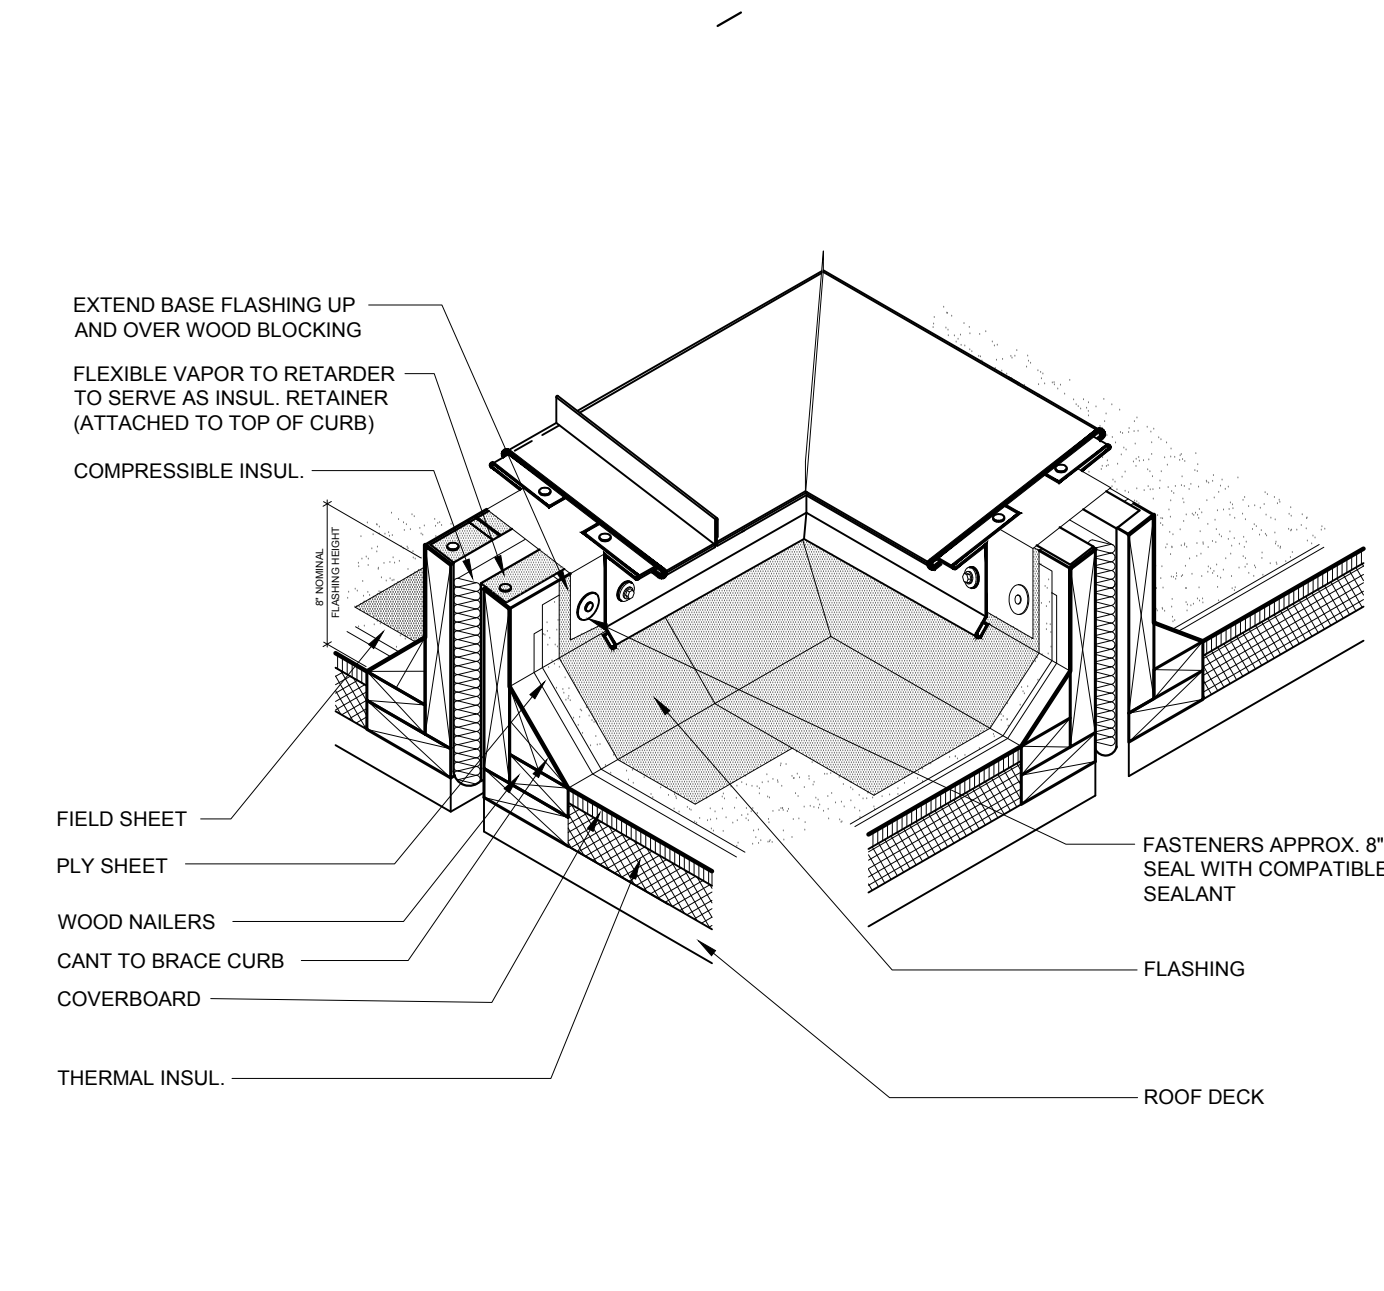 EXTEND BASE FLASHING UP
AND OVER WOOD BLOCKING
FLEXIBLE VAPOR TO RETARDER
TO SERVE AS INSUL. RETAINER
(ATTACHED TO TOP OF CURB)
COMPRESSIBLE INSUL.
8" NOMINAL
FLASHING HEIGHT
FIELD SHEET
PLY SHEET
WOOD NAILERS
CANT TO BRACE CURB
COVERBOARD
THERMAL INSUL.
FASTENERS APPROX. 8"
SEAL WITH COMPATIBLE
SEALANT
FLASHING
ROOF DECK